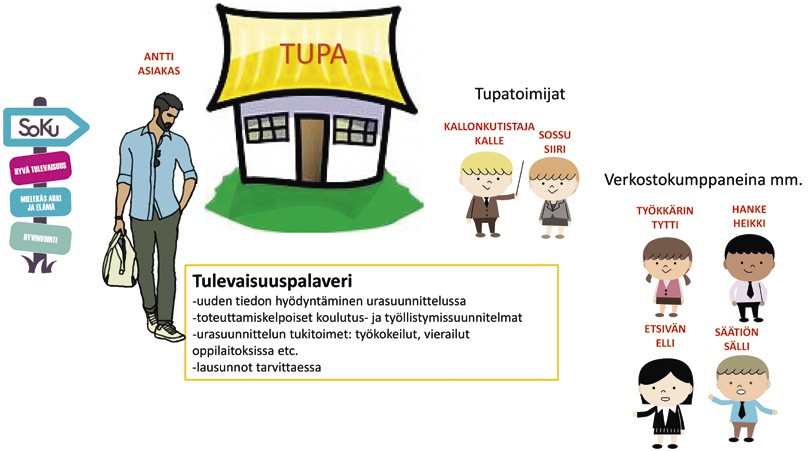 ANTTI
ASIAKAS
TUPA
SoKu
HYVÄ TULEVAISUUS
MIELEKÄS ARKI
JA ELÄMÄ
HYVINVOINTI
Tupatoimijat
KALLONKUTISTAJA
KALLE
SOSSU
SIIRI
Verkostokumppaneina mm.
TYÖKKÄRIN
TYTTI
HANKE
HEIKKI
ETSIVÄN
ELLI
SÄÄTIÖN
SÄLLI
Tulevaisuuspalaveri
-uuden tiedon hyödyntäminen urasuunnittelussa
-toteuttamiskelpoiset koulutus- ja työllistymissuunnitelmat
-urasuunnittelun tukitoimet: työkokeilut, vierailut
oppilaitoksissa etc.
-lausunnot tarvittaessa